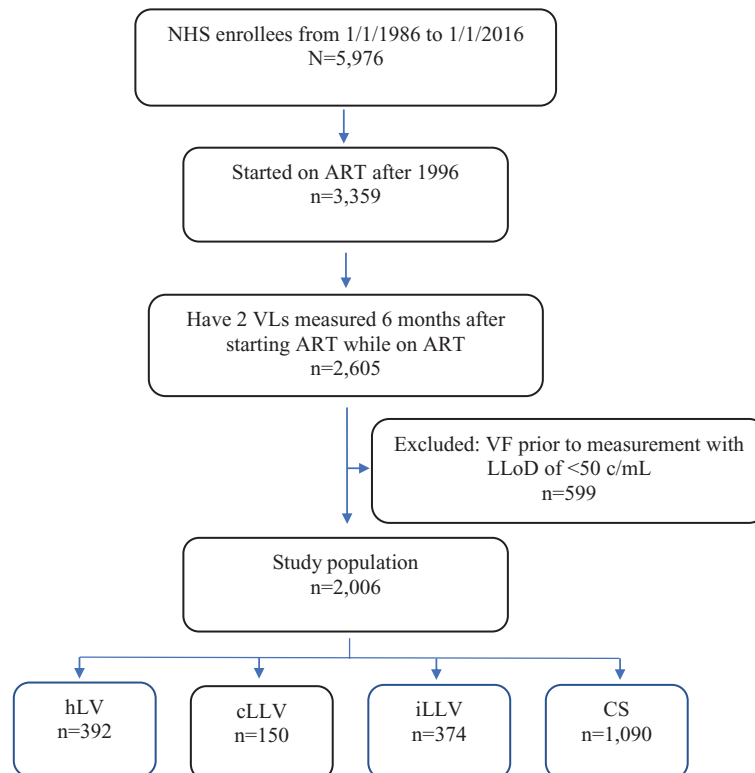 NHS enrollees from 1/1/1986 to 1/1/2016
N=5,976
Started on ART after 1996
n=3,359
Have 2 VLs measured 6 months after
starting ART while on ART
n=2,605
Excluded: VF prior to measurement with
LLoD of <50 c/mL
n=599
Study population
n=2,006
hLV
n=392
cLLV
n=150
iLLV
n=374
CS
n=1,090